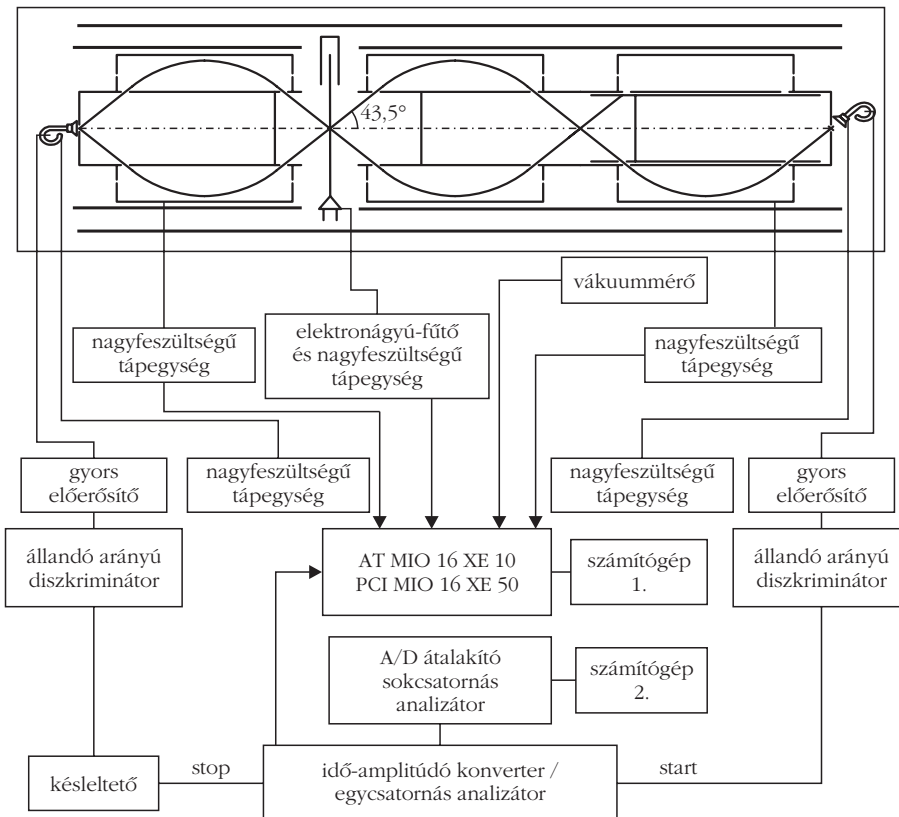 43,5°
vákuummérő
nagyfeszültségű
tápegység
elektronágyú-fűtő
és nagyfeszültségű
tápegység
nagyfeszültségű
tápegység
gyors
előerősítő
nagyfeszültségű
tápegység
nagyfeszültségű
tápegység
gyors
előerősítő
állandó arányú
diszkriminátor
AT MIO 16 XE 10
PCI MIO 16 XE 50
számítógép
1.
állandó arányú
diszkriminátor
A/D átalakító
sokcsatornás
analizátor
számítógép
2.
késleltető
stop
idő-amplitúdó konverter /
egycsatornás analizátor
start